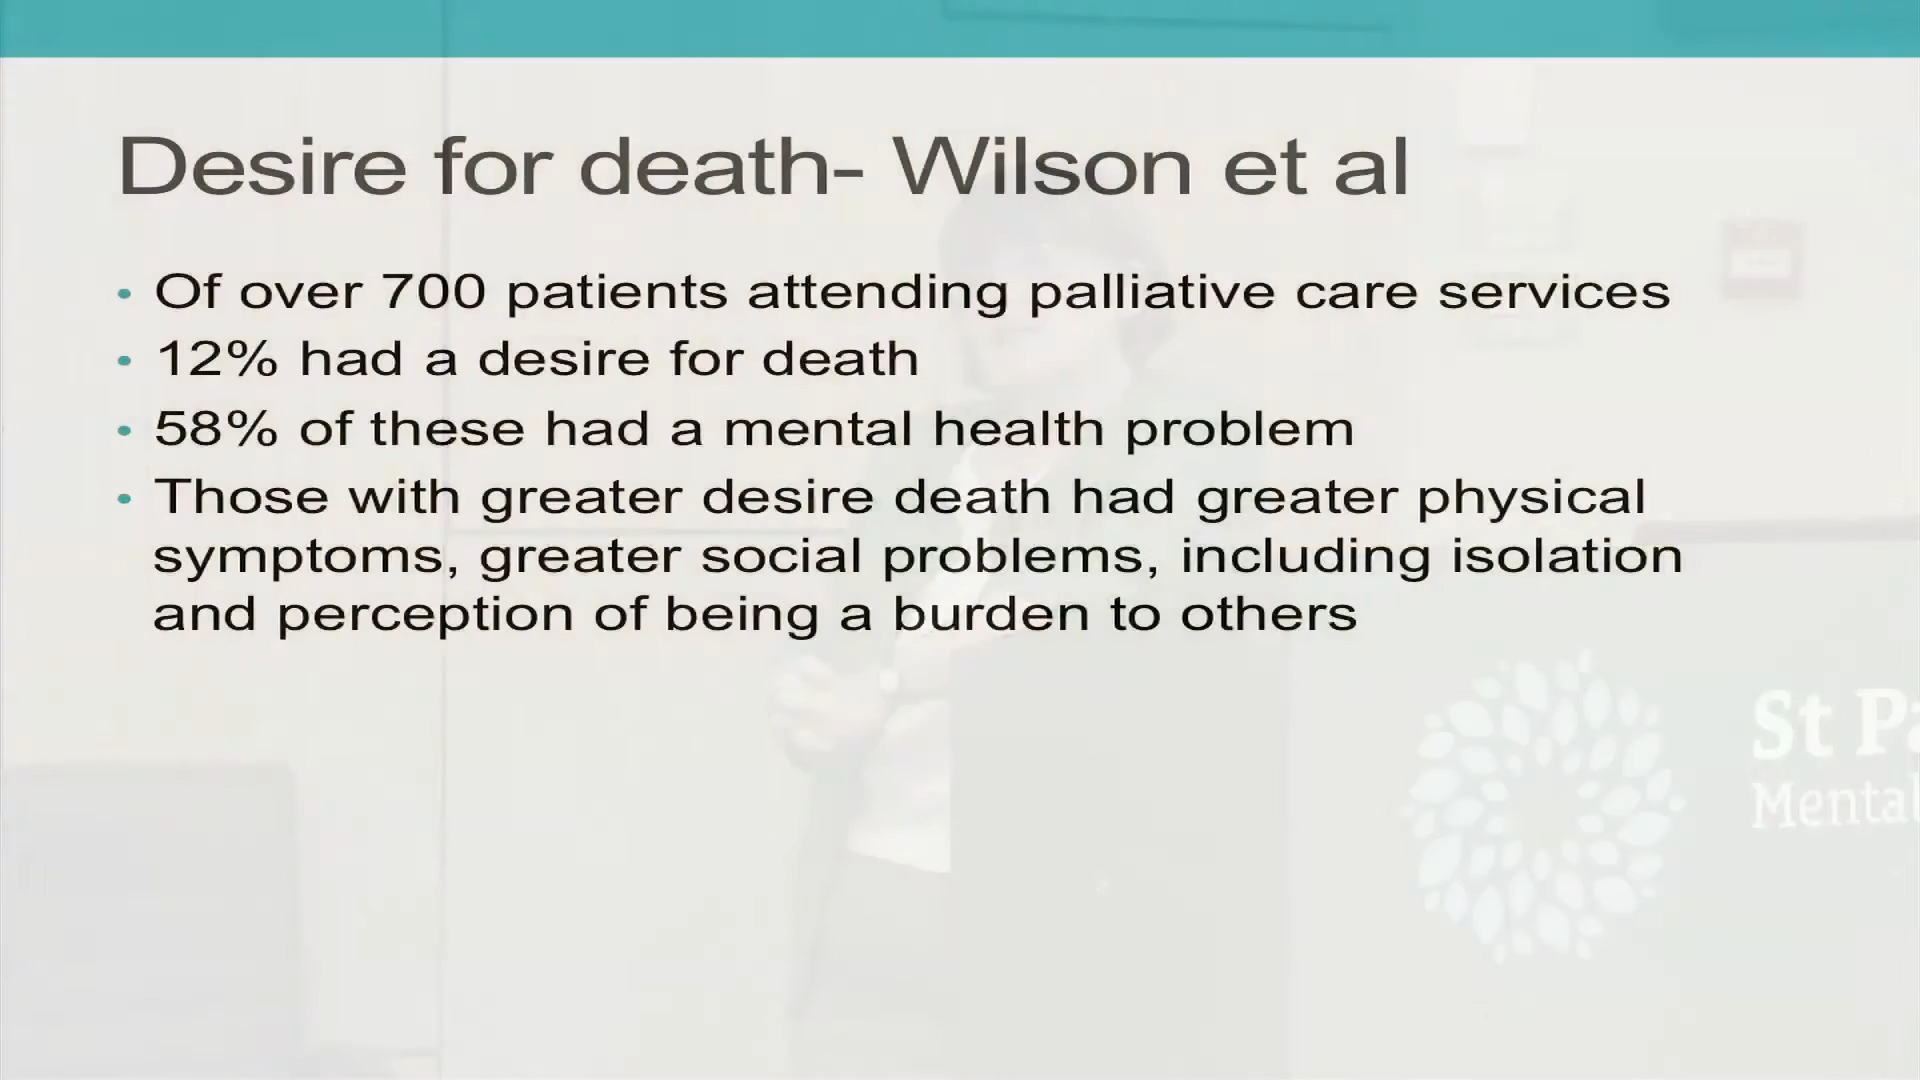 Desire for death- Wilson et al
• Of over 700 patients attending palliative care services
• 12% had a desire for death
• 58% of these had a mental health problem
• Those with greater desire death had greater physical
symptoms, greater social problems, including isolation
and perception of being a burden to others
St
Mental